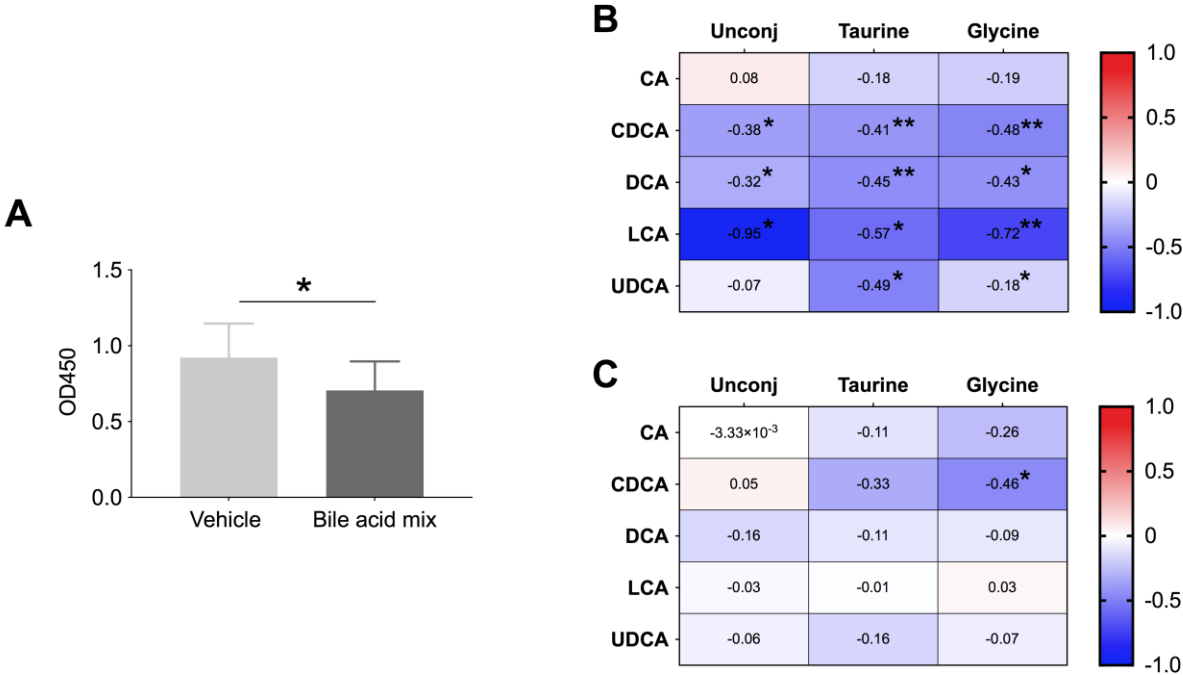 A
OD450
1.5
1.0
0.5
0.0
*
Vehicle
Bile acid mix
B
Unconj Taurine Glycine
CA 0.08 -0.18 -0.19
CDCA -0.38* -0.41** -0.48**
DCA -0.32* -0.45** -0.43*
LCA -0.95* -0.57* -0.72**
UDCA -0.07 -0.49* -0.18*
1.0
0.5
0
-0.5
-1.0
C
Unconj Taurine Glycine
CA -3.33×10⁻³ -0.11 -0.26
CDCA 0.05 -0.33 -0.46*
DCA -0.16 -0.11 -0.09
LCA -0.03 -0.01 0.03
UDCA -0.06 -0.16 -0.07
1.0
0.5
0
-0.5
-1.0